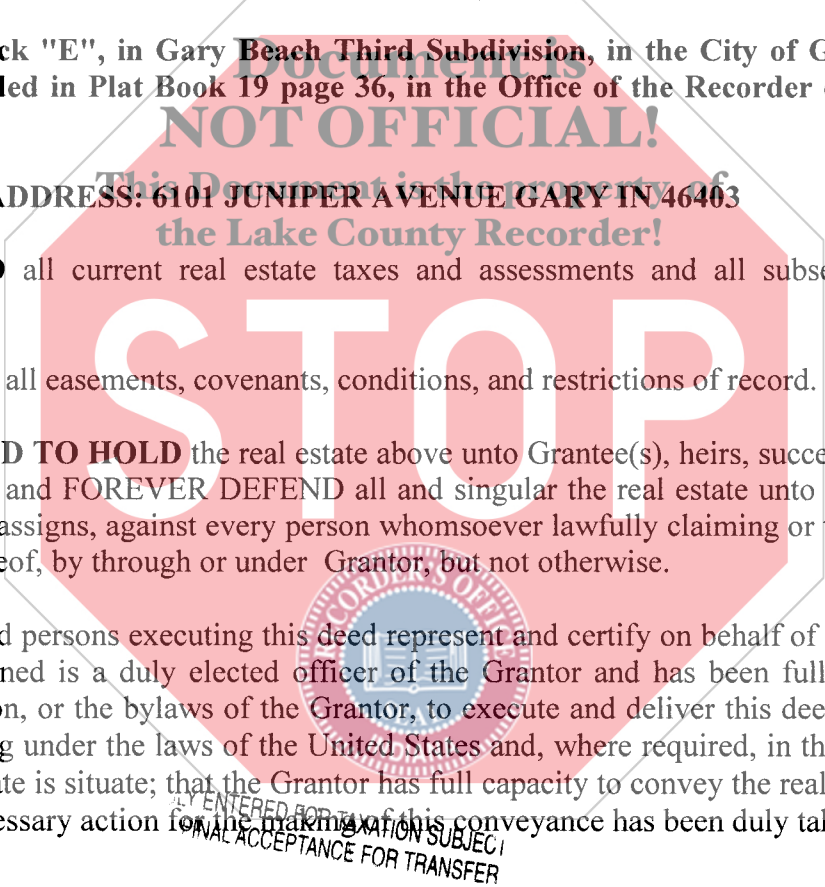 ck "E", in Gary Beach Third Subdivision, in the City of G
Document is
led in Plat Book 19 page 36, in the Office of the Recorder
NOT OFFICIAL!
This Document is the property of
ADDRESS: 6101 JUNIPER AVENUE GARY IN 46403
the Lake County Recorder!
all current real estate taxes and assessments and all subse
STOP
all easements, covenants, conditions, and restrictions of record.
D TO HOLD the real estate above unto Grantee(s), heirs, succe
and FOREVER DEFEND all and singular the real estate unto
assigns, against every person whomsoever lawfully claiming or
eof, by through or under Grantor, but not otherwise.
RECORDER'S OFFICE
d persons executing this deed represent and certify on behalf of
ned is a duly elected officer of the Grantor and has been full
on, or the bylaws of the Grantor, to execute and deliver this dee
SEAL
g under the laws of the United States and, where required, in th
te is situate; that the Grantor has full capacity to convey the real
LY ENTERED FOR TAXATION SUBJECT
essary action for the making of this conveyance has been duly tal
FINAL ACCEPTANCE FOR TRANSFER